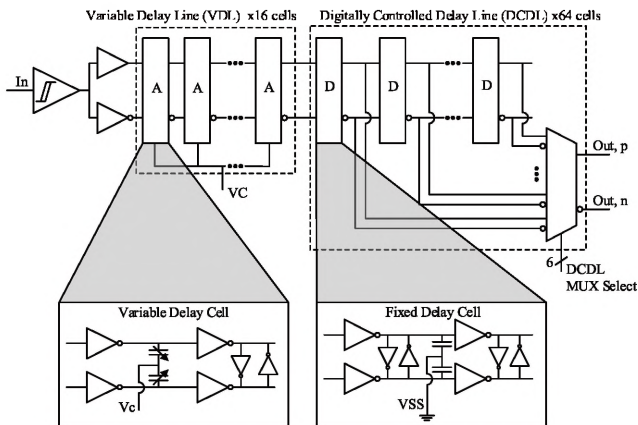 Variable Delay Line (VDL) x16 cells
Digitally Controlled Delay Line (DCDL) x64 cells
In
A
A
A
D
D
D
VC
Out, p
Out, n
6
DCDL
MUX Select
Variable Delay Cell
Vc
Fixed Delay Cell
VSS